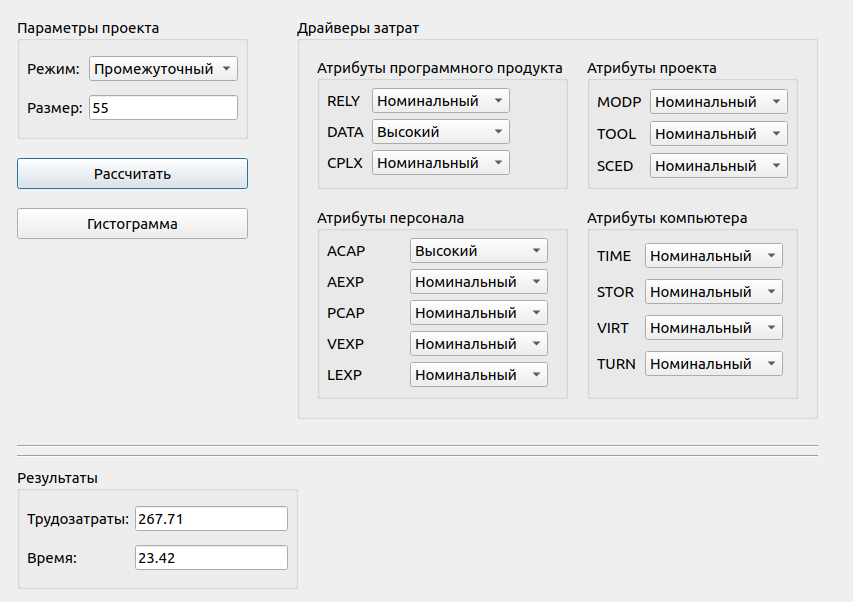 Параметры проекта
Режим: Промежуточный
Размер: 55
Рассчитать
Гистограмма
Драйверы затрат
Атрибуты программного продукта
RELY Номинальный
DATA Высокий
CPLX Номинальный
Атрибуты проекта
MODP Номинальный
TOOL Номинальный
SCED Номинальный
Атрибуты персонала
ACAP Высокий
AEXP Номинальный
PCAP Номинальный
VEXP Номинальный
LEXP Номинальный
Атрибуты компьютера
TIME Номинальный
STOR Номинальный
VIRT Номинальный
TURN Номинальный
Результаты
Трудозатраты: 267.71
Время: 23.42